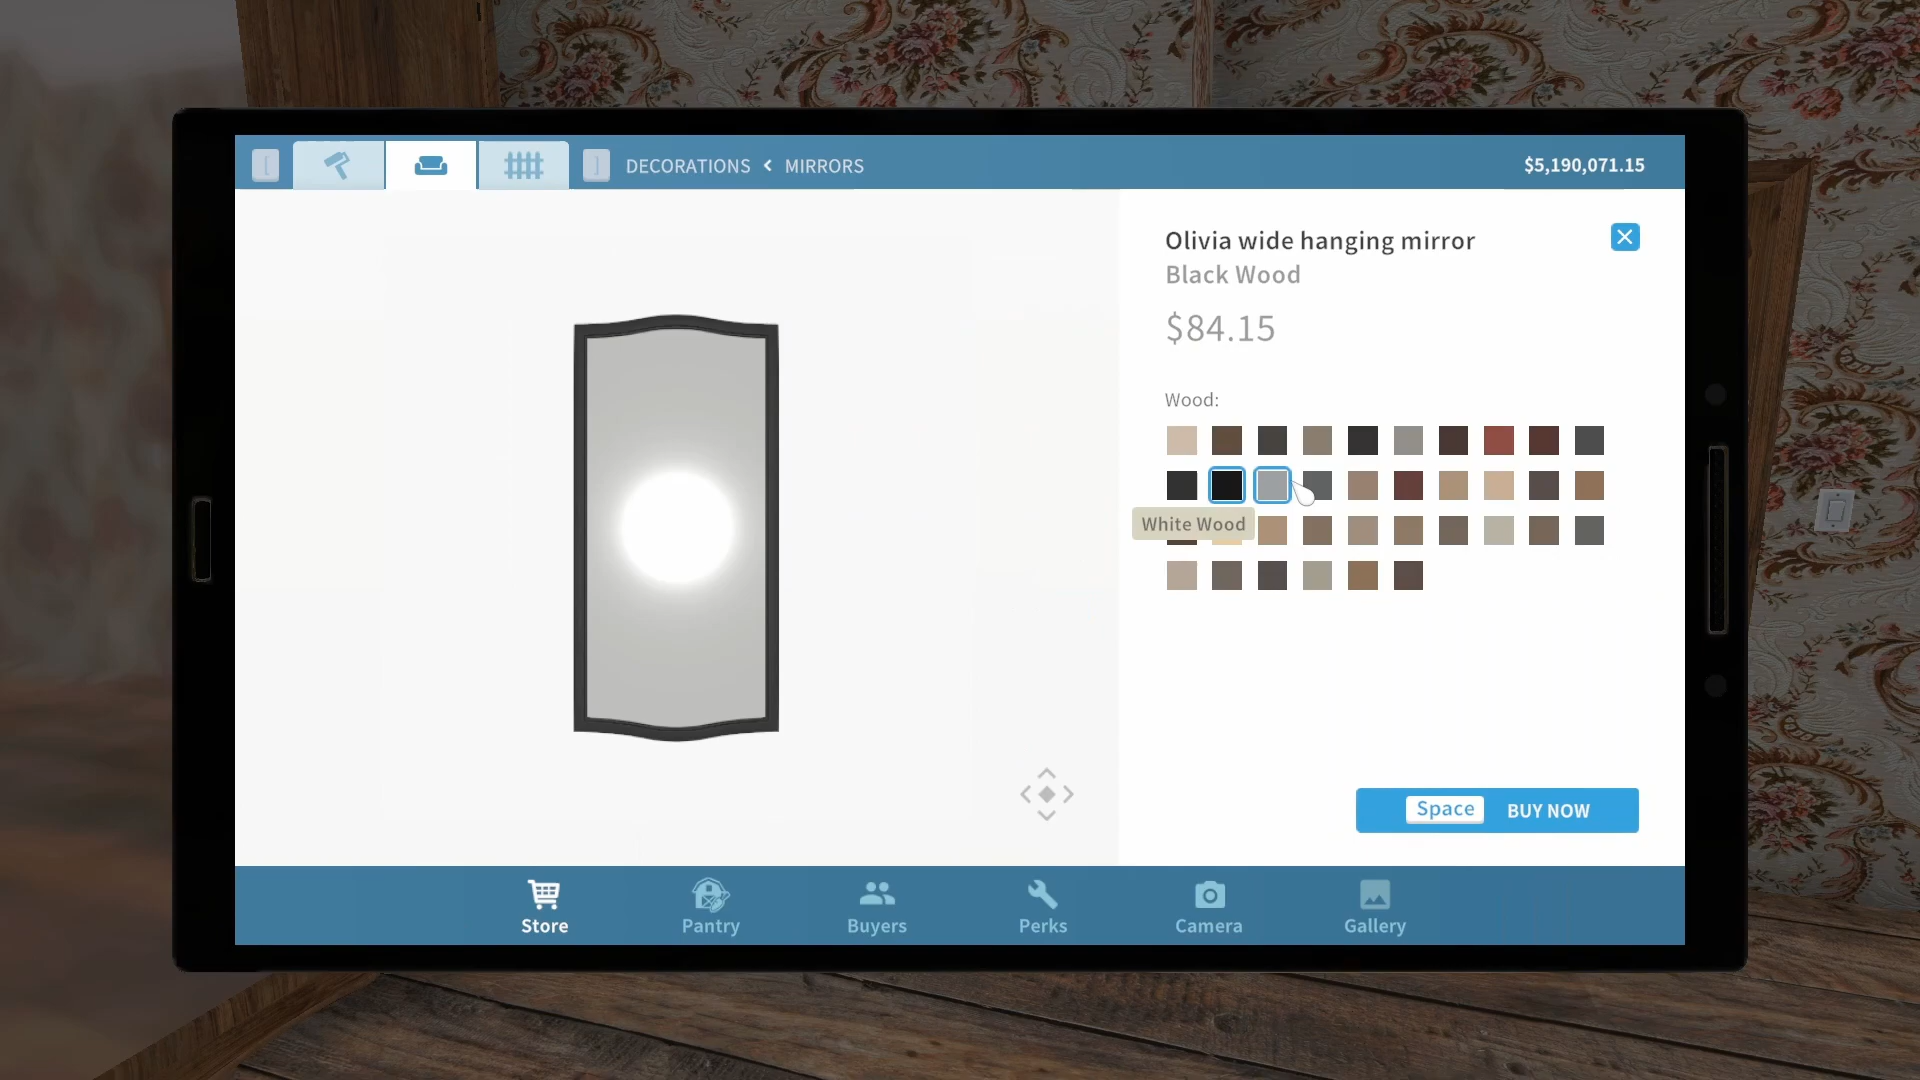 DECORATIONS < MIRRORS
$5,190,071.15
Olivia wide hanging mirror
Black Wood
$84.15
Wood:
White Wood
Space BUY NOW
Store Pantry Buyers Perks Camera Gallery